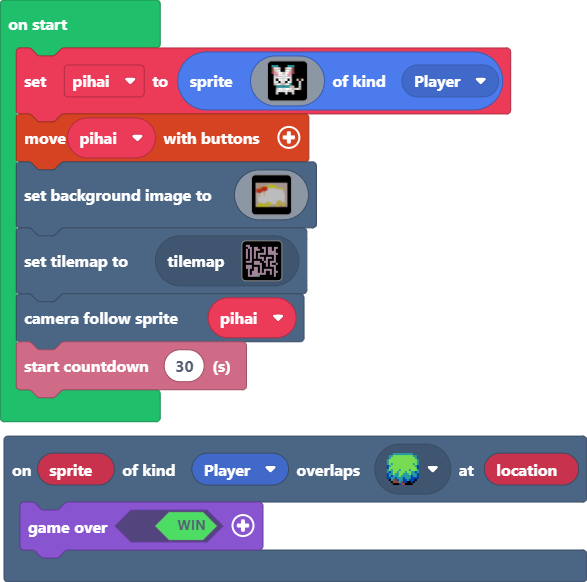 on start
set pihai to sprite of kind Player
move pihai with buttons
set background image to
set tilemap to tilemap
camera follow sprite pihai
start countdown 30 (s)
on sprite of kind Player overlaps at location
game over WIN